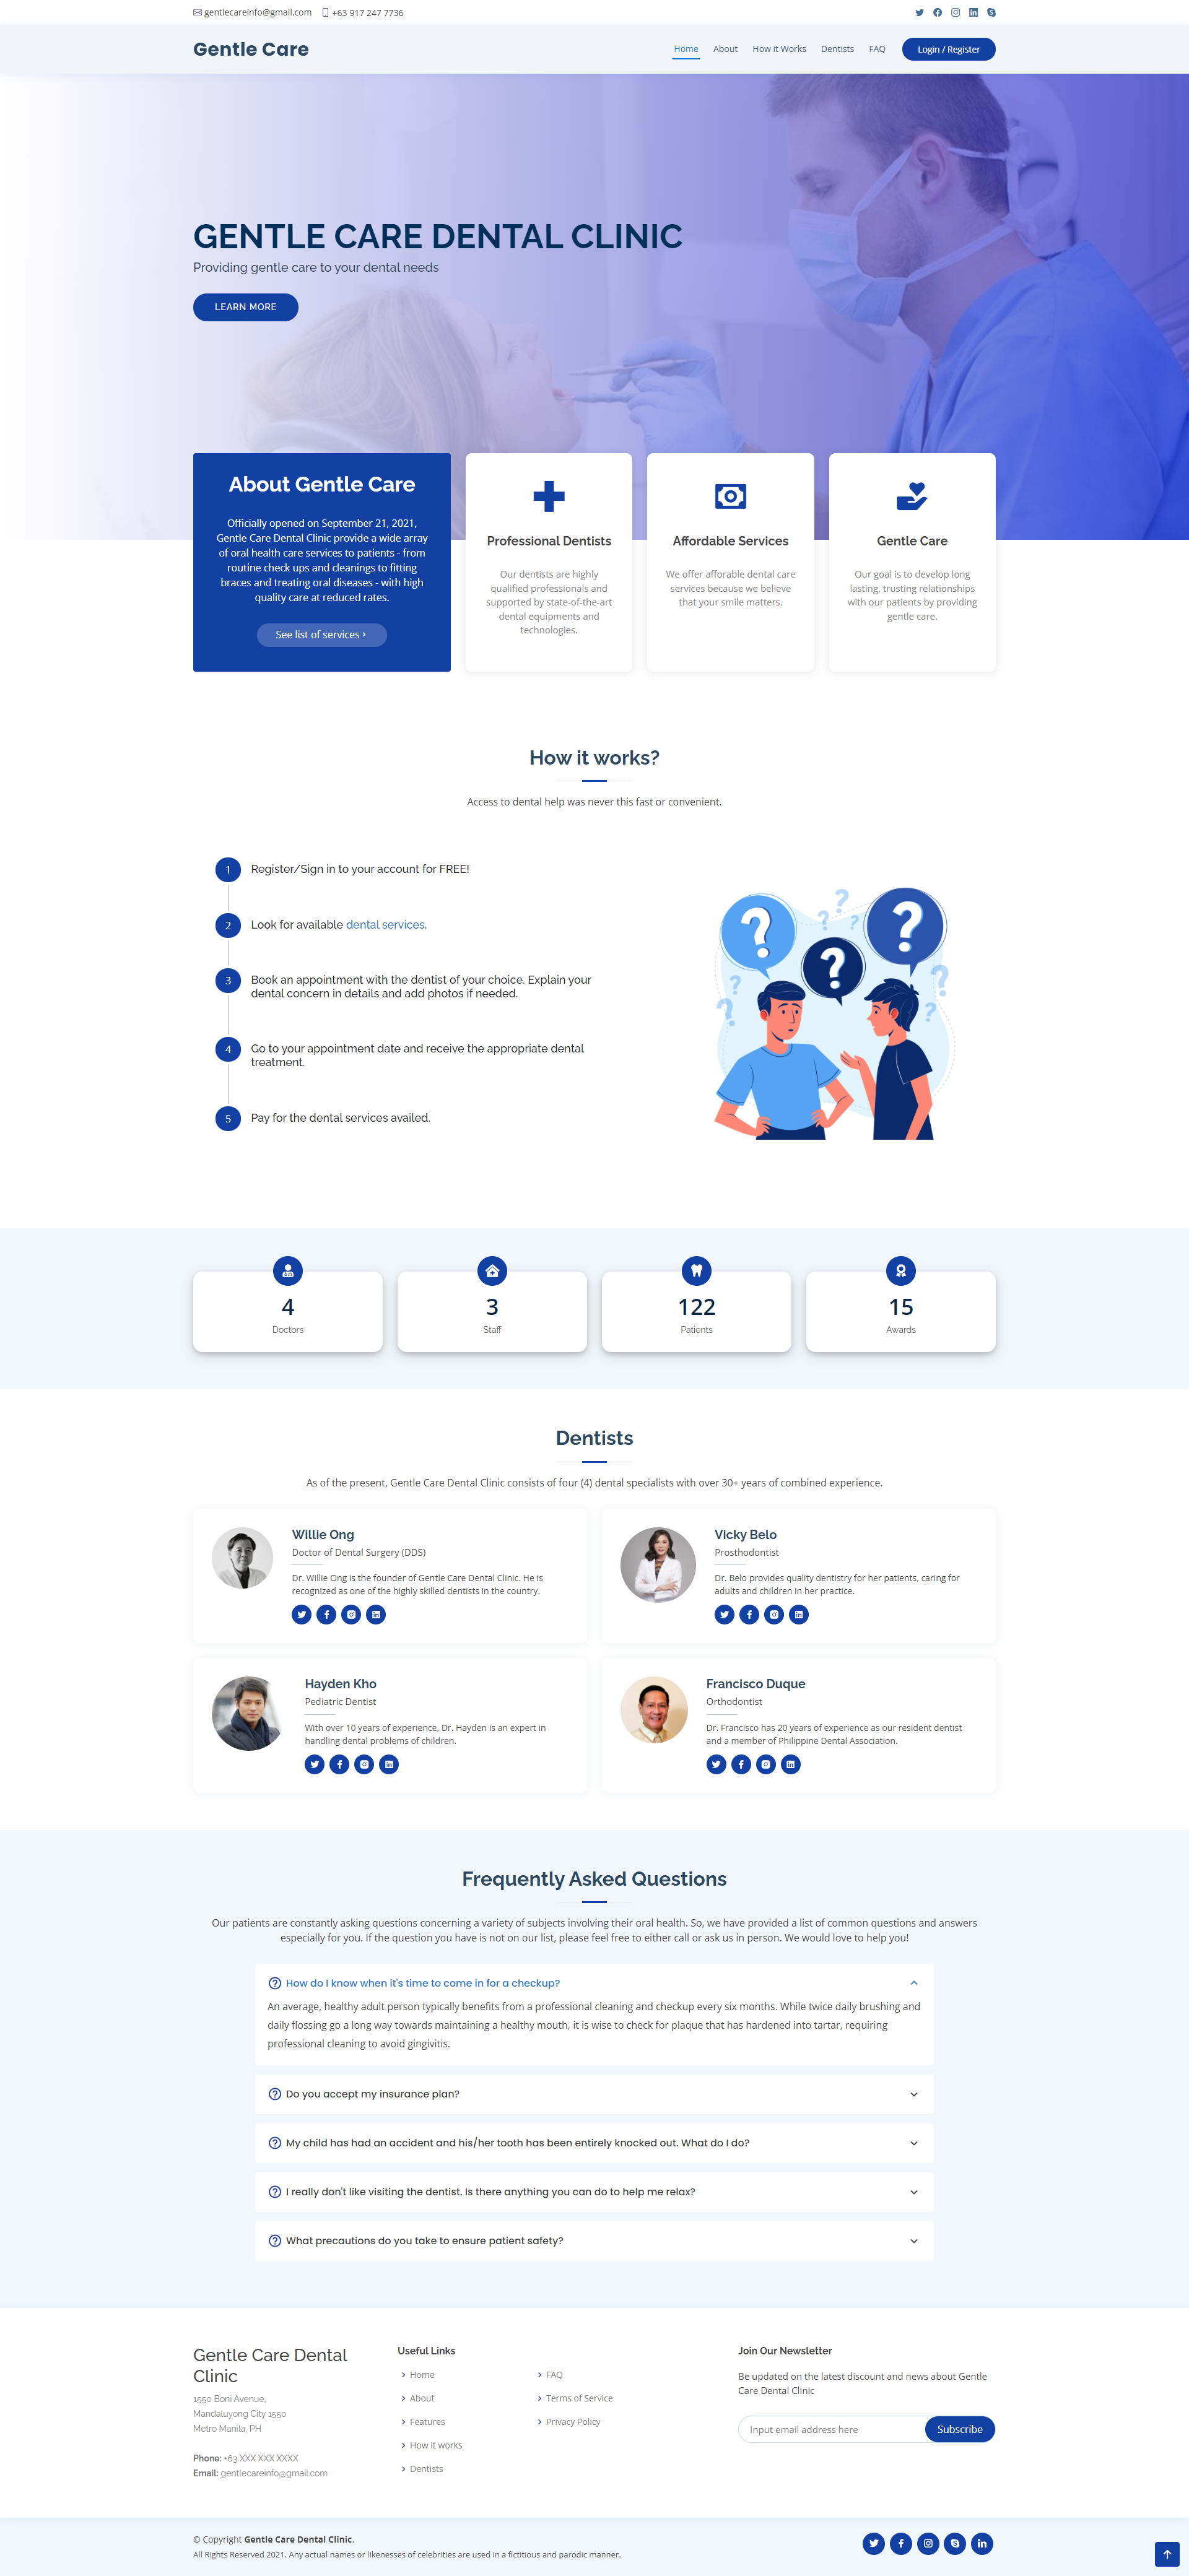 gentlecareinfo@gmail.com +63 917 247 7736
Gentle Care
Home About How it Works Dentists FAQ Login / Register
GENTLE CARE DENTAL CLINIC
Providing gentle care to your dental needs
LEARN MORE
About Gentle Care
Officially opened on September 21, 2021,
Gentle Care Dental Clinic provide a wide array
of oral health care services to patients - from
routine check ups and cleanings to fitting
braces and treating oral diseases - with high
quality care at reduced rates.
See list of services
Professional Dentists
Our dentists are highly
qualified professionals and
supported by state-of-the-art
dental equipments and
technologies.
Affordable Services
We offer afforable dental care
services because we believe
that your smile matters.
Gentle Care
Our goal is to develop long
lasting, trusting relationships
with our patients by providing
gentle care.
How it works?
Access to dental help was never this fast or convenient.
1 Register/Sign in to your account for FREE!
2 Look for available dental services.
3 Book an appointment with the dentist of your choice. Explain your
dental concern in details and add photos if needed.
4 Go to your appointment date and receive the appropriate dental
treatment.
5 Pay for the dental services availed.
? ? ?
4
Doctors
3
Staff
122
Patients
15
Awards
Dentists
As of the present, Gentle Care Dental Clinic consists of four (4) dental specialists with over 30+ years of combined experience.
Willie Ong
Doctor of Dental Surgery (DDS)
Dr. Willie Ong is the founder of Gentle Care Dental Clinic. He is
recognized as one of the highly skilled dentists in the country.
Vicky Belo
Prosthodontist
Dr. Belo provides quality dentistry for her patients, caring for
adults and children in her practice.
Hayden Kho
Pediatric Dentist
With over 10 years of experience, Dr. Hayden is an expert in
handling dental problems of children.
Francisco Duque
Orthodontist
Dr. Francisco has 20 years of experience as our resident dentist
and a member of Philippine Dental Association.
Frequently Asked Questions
Our patients are constantly asking questions concerning a variety of subjects involving their oral health. So, we have provided a list of common questions and answers
especially for you. If the question you have is not on our list, please feel free to either call or ask us in person. We would love to help you!
How do I know when it's time to come in for a checkup?
An average, healthy adult person typically benefits from a professional cleaning and checkup every six months. While twice daily brushing and
daily flossing go a long way towards maintaining a healthy mouth, it is wise to check for plaque that has hardened into tartar, requiring
professional cleaning to avoid gingivitis.
Do you accept my insurance plan?
My child has had an accident and his/her tooth has been entirely knocked out. What do I do?
I really don't like visiting the dentist. Is there anything you can do to help me relax?
What precautions do you take to ensure patient safety?
Gentle Care Dental
Clinic
1550 Boni Avenue,
Mandaluyong City 1550
Metro Manila, PH
Phone: +63 XXX XXX XXXX
Email: gentlecareinfo@gmail.com
Useful Links
Home
About
Features
How it works
Dentists
FAQ
Terms of Service
Privacy Policy
Join Our Newsletter
Be updated on the latest discount and news about Gentle
Care Dental Clinic
Input email address here Subscribe
© Copyright Gentle Care Dental Clinic.
All Rights Reserved 2021. Any actual names or likenesses of celebrities are used in a fictitious and parodic manner.